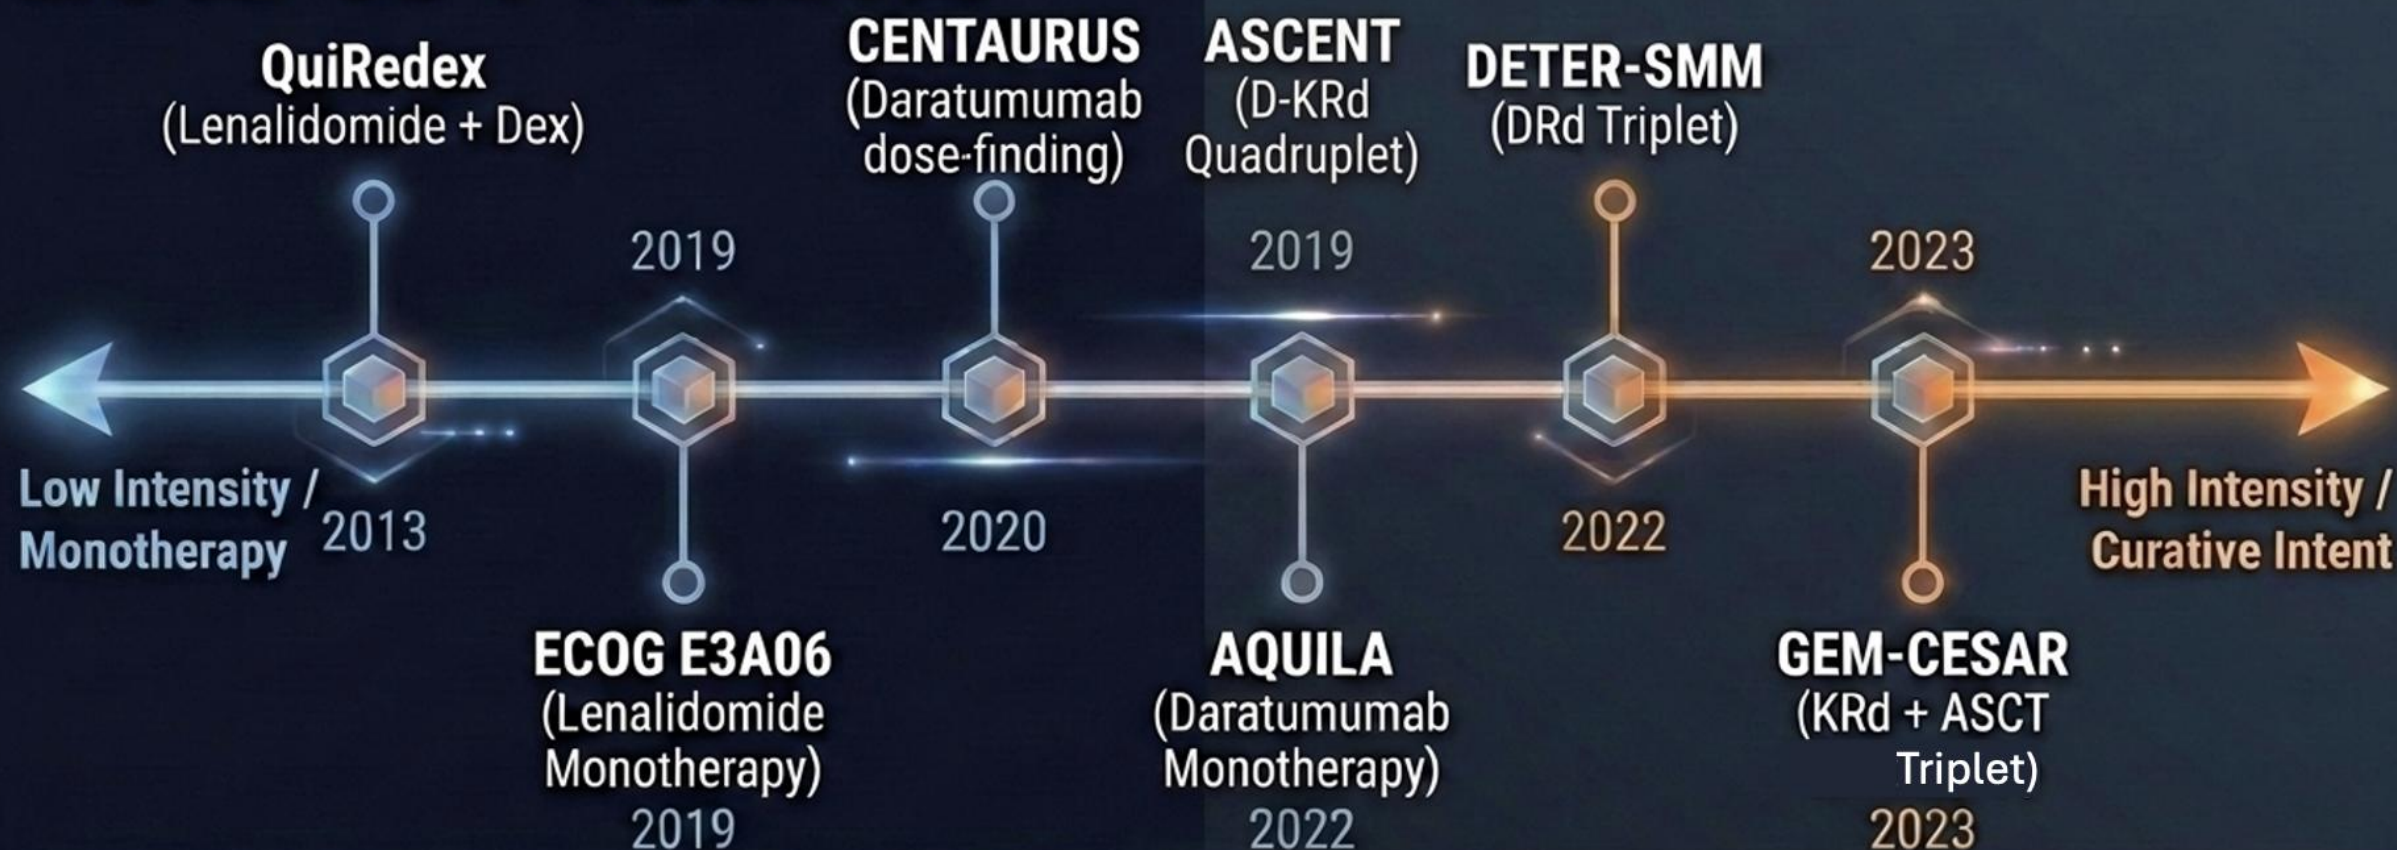 QuiRedex
(Lenalidomide + Dex)
2013
2019
ECOG E3A06
(Lenalidomide
Monotherapy)
2019
CENTAURUS
(Daratumumab
dose-finding)
2020
ASCENT
(D-KRd
Quadruplet)
2019
AQUILA
(Daratumumab
Monotherapy)
2022
DETER-SMM
(DRd Triplet)
2022
2023
GEM-CESAR
(KRd + ASCT
Triplet)
2023
Low Intensity /
Monotherapy
High Intensity /
Curative Intent